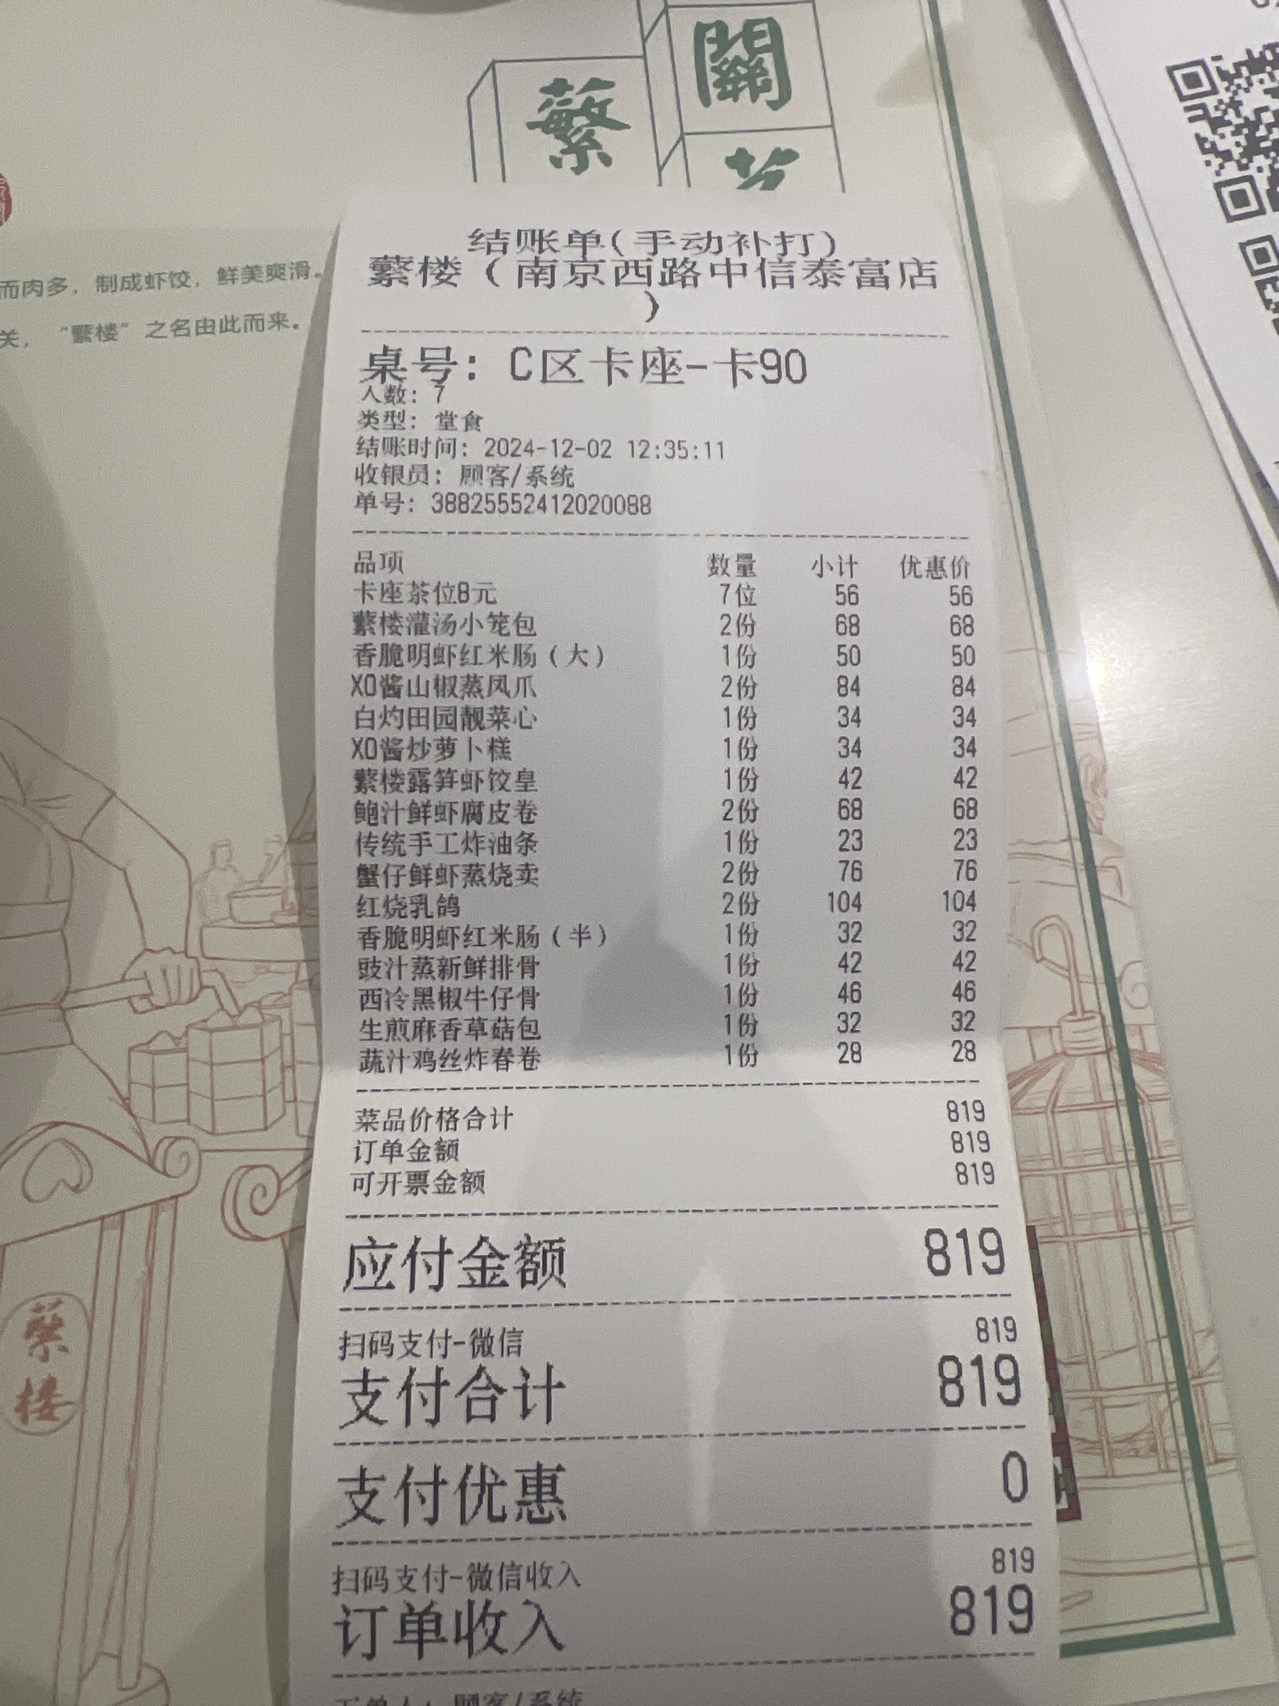 關
蘩
而肉多，制成虾饺，鲜美爽滑。
关，“蘩楼”之名由此而来。
结账单(手动补打)
蘩楼（南京西路中信泰富店
）
桌号：C区卡座-卡90
人数：7
类型：堂食
结账时间：2024-12-02 12:35:11
收银员：顾客/系统
单号：38825552412020088
品项 数量 小计 优惠价
卡座茶位8元 7位 56 56
蘩楼灌汤小笼包 2份 68 68
香脆明虾红米肠（大） 1份 50 50
XO酱山椒蒸凤爪 2份 84 84
白灼田园靓菜心 1份 34 34
XO酱炒萝卜糕 1份 34 34
蘩楼露笋虾饺皇 1份 42 42
鲍汁鲜虾腐皮卷 2份 68 68
传统手工炸油条 1份 23 23
蟹仔鲜虾蒸烧卖 2份 76 76
红烧乳鸽 2份 104 104
香脆明虾红米肠（半） 1份 32 32
豉汁蒸新鲜排骨 1份 42 42
西冷黑椒牛仔骨 1份 46 46
生煎麻香草菇包 1份 32 32
蔬汁鸡丝炸春卷 1份 28 28
菜品价格合计 819
订单金额 819
可开票金额 819
应付金额 819
扫码支付-微信 819
支付合计 819
支付优惠 0
扫码支付-微信收入 819
订单收入 819
下单人：顾客/系统
蘩
楼